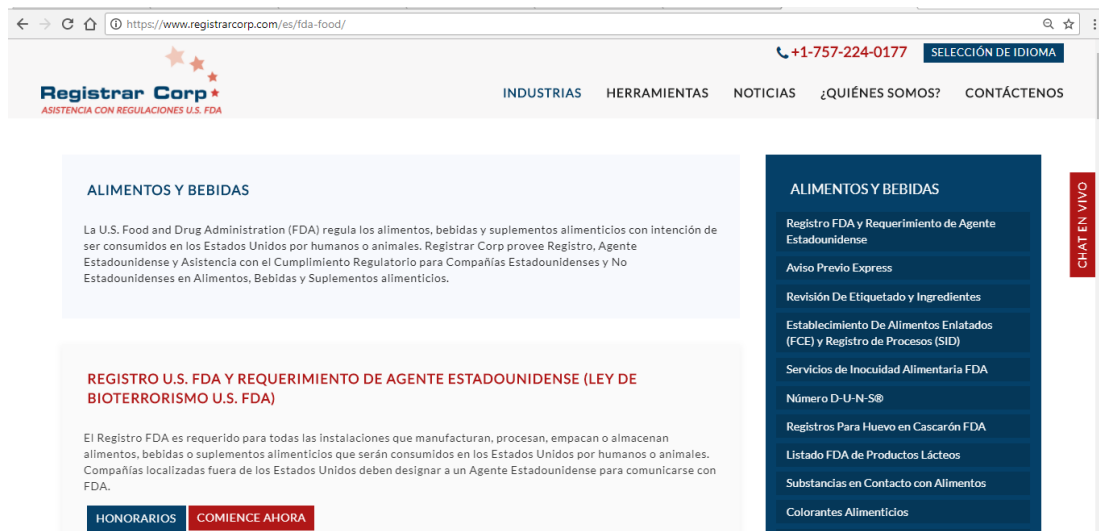 https://www.registrarcorp.com/es/fda-food/
+1-757-224-0177
SELECCIÓN DE IDIOMA
Registrar Corp
ASISTENCIA CON REGULACIONES U.S. FDA
INDUSTRIAS HERRAMIENTAS NOTICIAS ¿QUIÉNES SOMOS? CONTÁCTENOS
ALIMENTOS Y BEBIDAS
La U.S. Food and Drug Administration (FDA) regula los alimentos, bebidas y suplementos alimenticios con intención de
ser consumidos en los Estados Unidos por humanos o animales. Registrar Corp provee Registro, Agente
Estadounidense y Asistencia con el Cumplimiento Regulatorio para Compañías Estadounidenses y No
Estadounidenses en Alimentos, Bebidas y Suplementos alimenticios.
REGISTRO U.S. FDA Y REQUERIMIENTO DE AGENTE ESTADOUNIDENSE (LEY DE
BIOTERRORISMO U.S. FDA)
El Registro FDA es requerido para todas las instalaciones que manufacturan, procesan, empacan o almacenan
alimentos, bebidas o suplementos alimenticios que serán consumidos en los Estados Unidos por humanos o animales.
Compañías localizadas fuera de los Estados Unidos deben designar a un Agente Estadounidense para comunicarse con
FDA.
HONORARIOS COMIENCE AHORA
ALIMENTOS Y BEBIDAS
Registro FDA y Requerimiento de Agente
Estadounidense
Aviso Previo Express
Revisión De Etiquetado y Ingredientes
Establecimiento De Alimentos Enlatados
(FCE) y Registro de Procesos (SID)
Servicios de Inocuidad Alimentaria FDA
Número D-U-N-S®
Registros Para Huevo en Cascarón FDA
Listado FDA de Productos Lácteos
Substancias en Contacto con Alimentos
Colorantes Alimenticios
CHAT EN VIVO